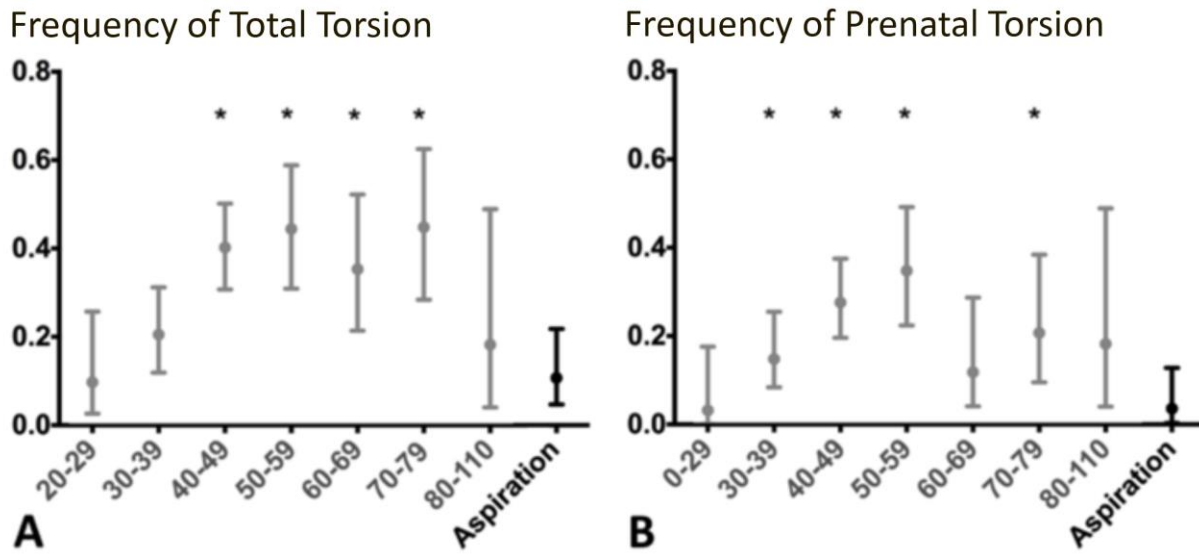 Frequency of Total Torsion
0.8
* * * *
0.6
0.4
0.2
0.0
20-29 30-39 40-49 50-59 60-69 70-79 80-110 Aspiration
A
Frequency of Prenatal Torsion
0.8
* * * *
0.6
0.4
0.2
0.0
0-29 30-39 40-49 50-59 60-69 70-79 80-110 Aspiration
B